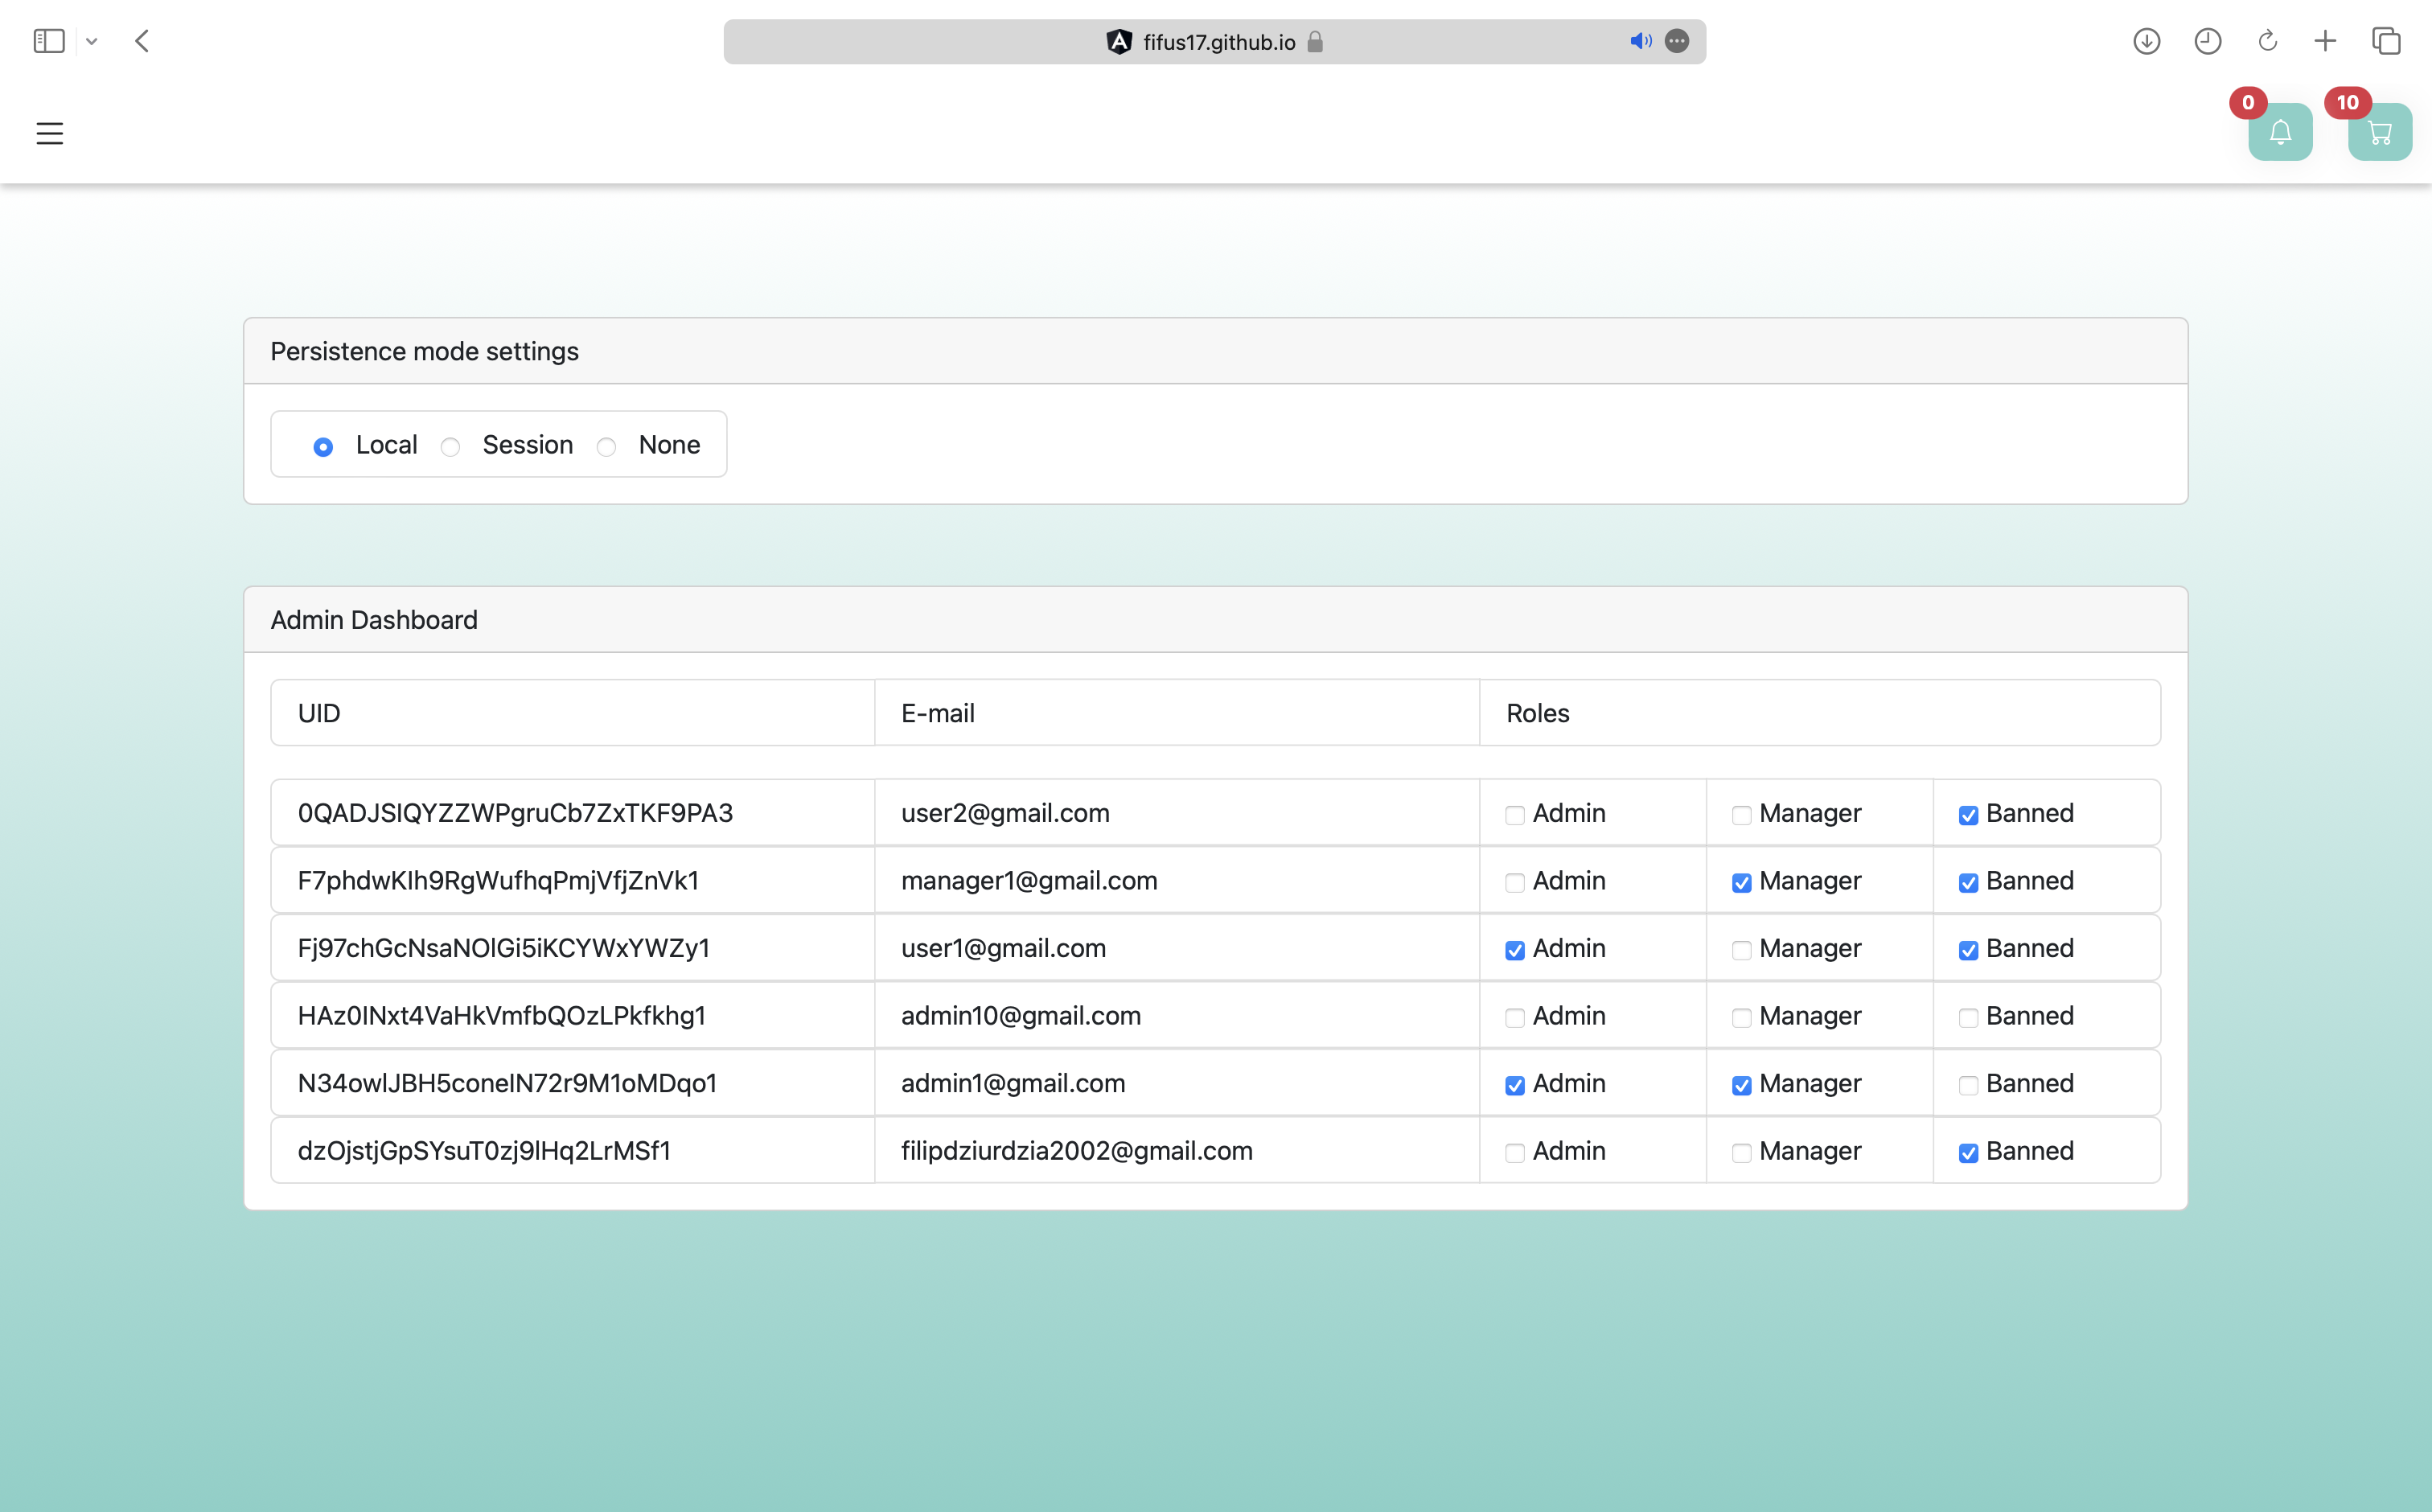 fifus17.github.io
0 10
Persistence mode settings
Local Session None
Admin Dashboard
UID E-mail Roles
0QADJSIQYZZWPgruCb7ZxTKF9PA3 user2@gmail.com Admin Manager Banned
F7phdwKIh9RgWufhqPmjVfjZnVk1 manager1@gmail.com Admin Manager Banned
Fj97chGcNsaNOlGi5iKCYWxYWZy1 user1@gmail.com Admin Manager Banned
HAz0INxt4VaHkVmfbQOzLPkfkhg1 admin10@gmail.com Admin Manager Banned
N34owlJBH5coneIN72r9M1oMDqo1 admin1@gmail.com Admin Manager Banned
dzOjstjGpSYsuT0zj9lHq2LrMSf1 filipdziurdzia2002@gmail.com Admin Manager Banned